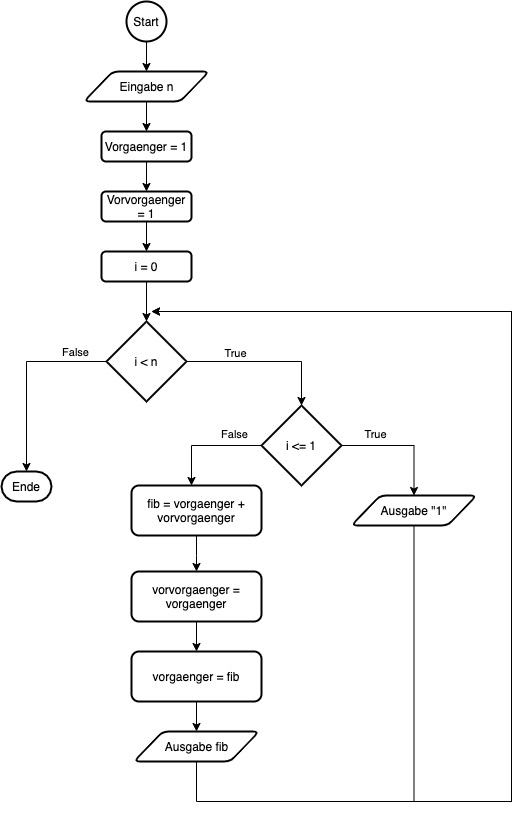 Start
Eingabe n
Vorgaenger = 1
Vorvorgaenger
= 1
i = 0
i < n
False
True
i <= 1
False
True
Ende
fib = vorgaenger +
vorvorgaenger
Ausgabe "1"
vorvorgaenger =
vorgaenger
vorgaenger = fib
Ausgabe fib